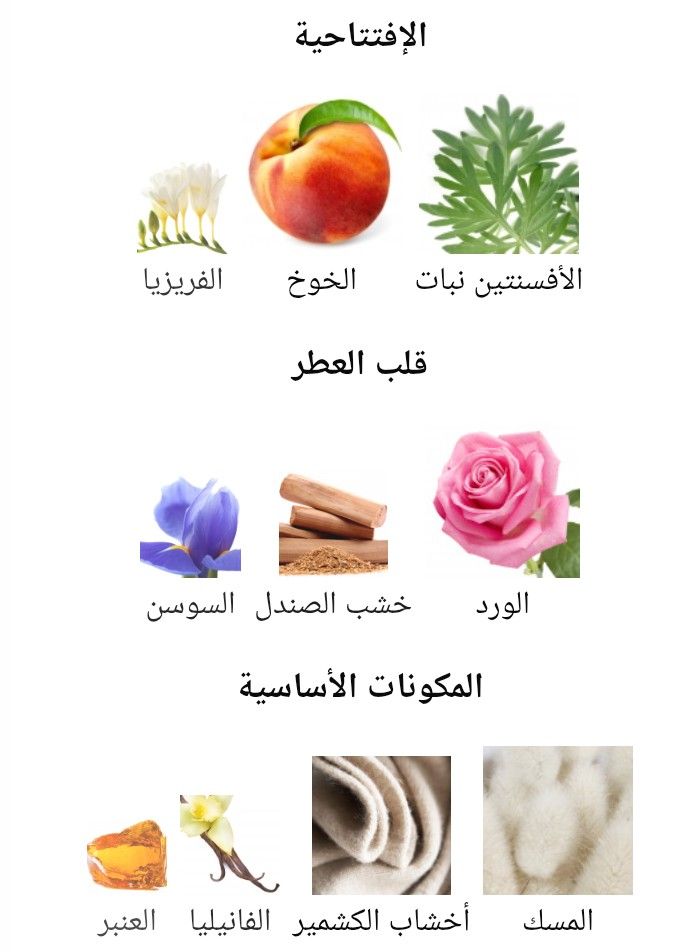 الإفتتاحية
الأفسنتين نبات
الخوخ
الفريزيا
قلب العطر
الورد
خشب الصندل
السوسن
المكونات الأساسية
المسك
أخشاب الكشمير
الفانيليا
العنبر